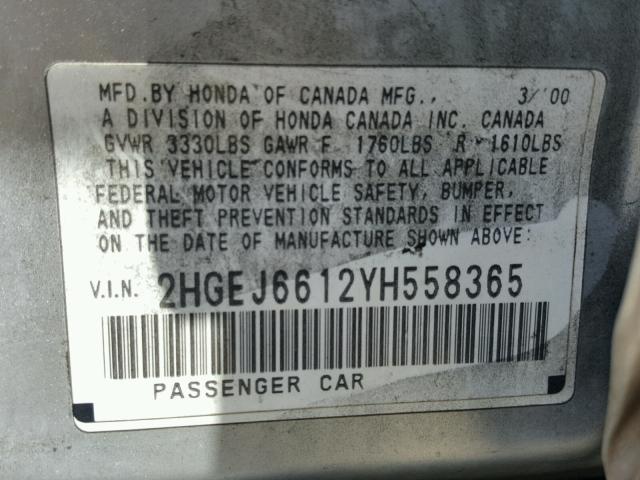 MFD.BY HONDA OF CANADA MFG., 3/'00
A DIVISION OF HONDA CANADA INC. CANADA
GVWR 3330LBS GAWR F 1760LBS R 1610LBS
THIS VEHICLE CONFORMS TO ALL APPLICABLE
FEDERAL MOTOR VEHICLE SAFETY, BUMPER,
AND THEFT PREVENTION STANDARDS IN EFFECT
ON THE DATE OF MANUFACTURE SHOWN ABOVE:
V.I.N. 2HGEJ6612YH558365
PASSENGER CAR